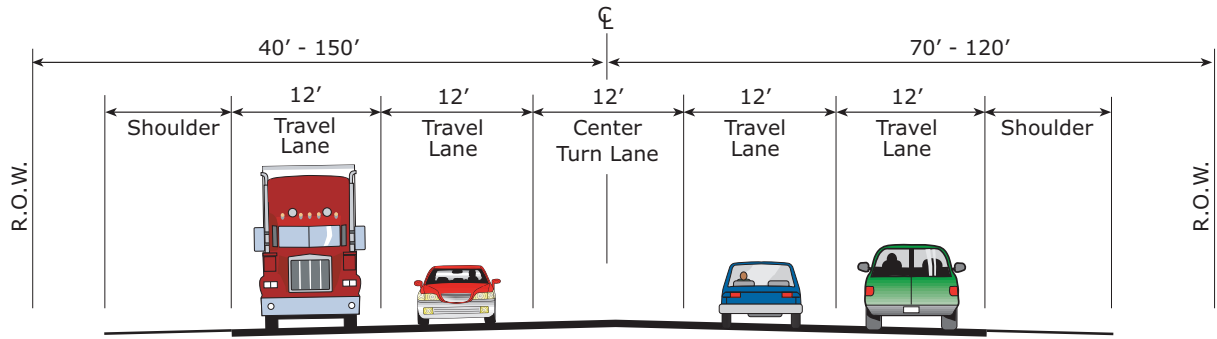 ℄
40’ - 150’
70’ - 120’
12’
12’
12’
12’
12’
Shoulder
Travel
Lane
Travel
Lane
Center
Turn Lane
Travel
Lane
Travel
Lane
Shoulder
R.O.W.
R.O.W.